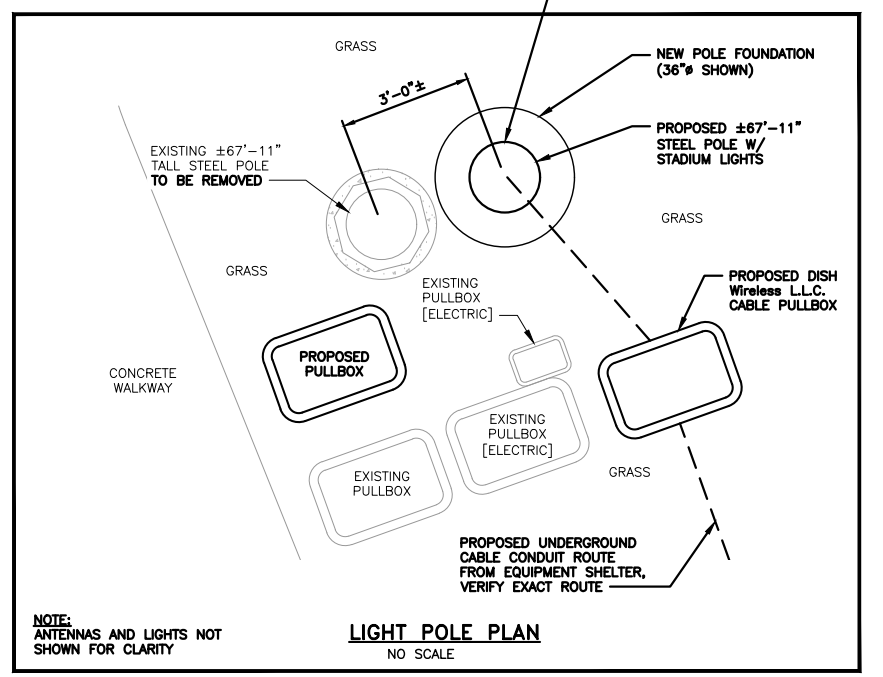 GRASS
NEW POLE FOUNDATION
(36"ø SHOWN)
3'-0"±
PROPOSED ±67'-11"
STEEL POLE W/
STADIUM LIGHTS
EXISTING ±67'-11"
TALL STEEL POLE
TO BE REMOVED
GRASS
GRASS
EXISTING
PULLBOX
[ELECTRIC]
PROPOSED DISH
Wireless L.L.C.
CABLE PULLBOX
PROPOSED
PULLBOX
CONCRETE
WALKWAY
EXISTING
PULLBOX
[ELECTRIC]
EXISTING
PULLBOX
GRASS
PROPOSED UNDERGROUND
CABLE CONDUIT ROUTE
FROM EQUIPMENT SHELTER,
VERIFY EXACT ROUTE
NOTE:
ANTENNAS AND LIGHTS NOT
SHOWN FOR CLARITY
LIGHT POLE PLAN
NO SCALE